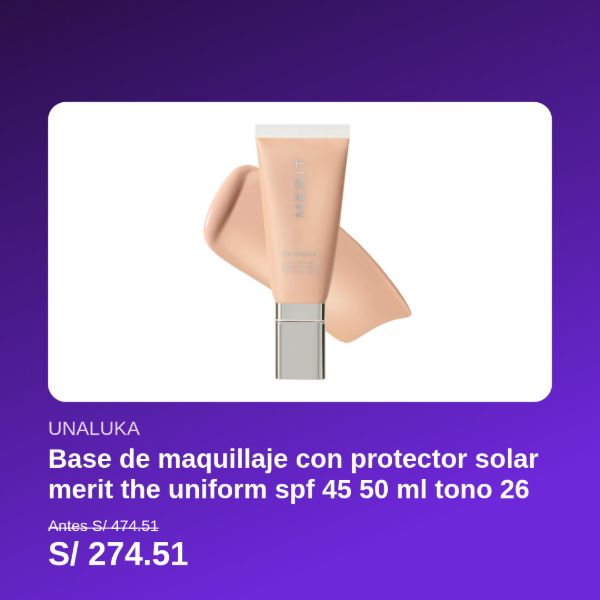 MERIT
UNALUKA
Base de maquillaje con protector solar
merit the uniform spf 45 50 ml tono 26
Antes S/ 474.51
S/ 274.51